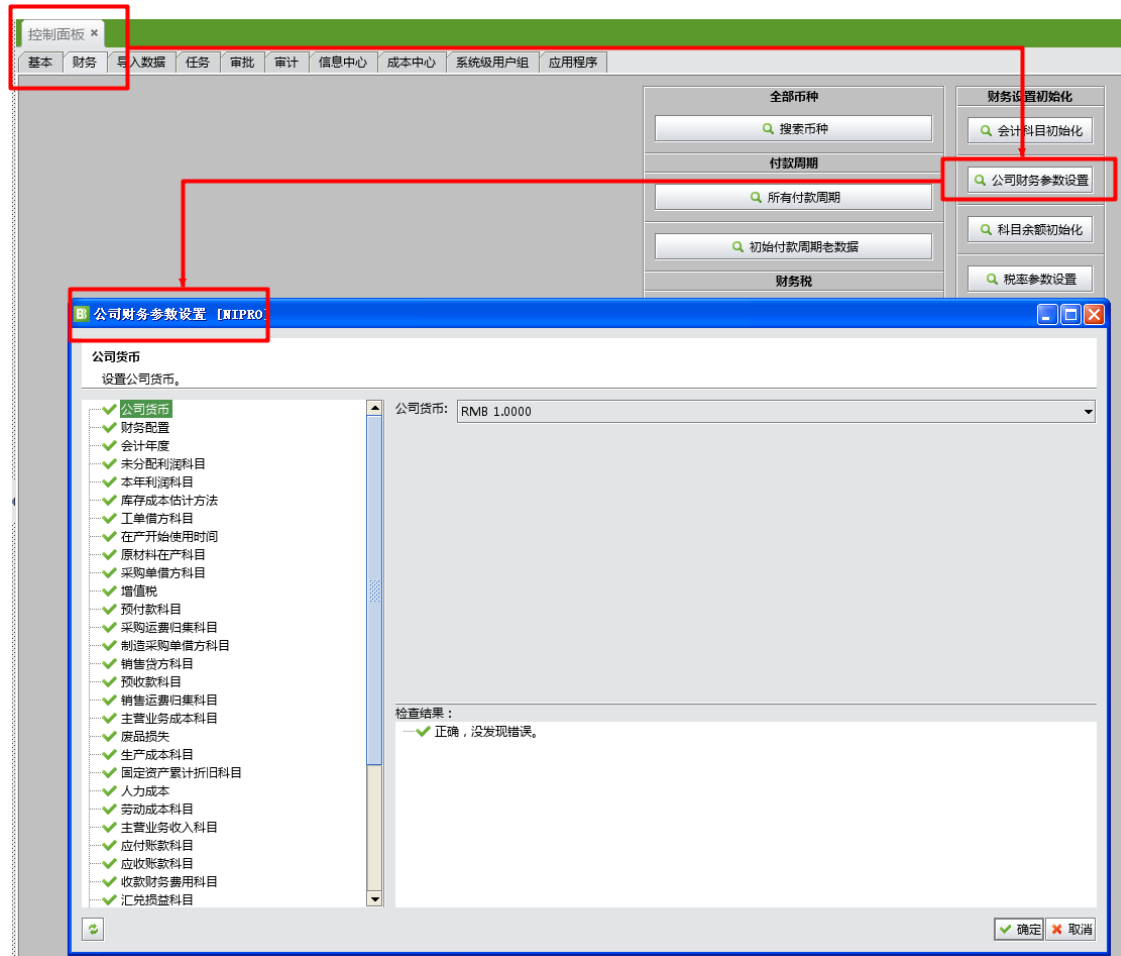 控制面板 ×
基本 财务 导入数据 任务 审批 审计 信息中心 成本中心 系统级用户组 应用程序
全部币种
搜索币种
付款周期
所有付款周期
初始付款周期老数据
财务税
财务设置初始化
会计科目初始化
公司财务参数设置
科目余额初始化
税率参数设置
公司财务参数设置 [NIPRO]
公司货币
设置公司货币。
公司货币
财务配置
会计年度
未分配利润科目
本年利润科目
库存成本估计方法
工单借方科目
在产开始使用时间
原材料在产科目
采购单借方科目
增值税
预付款科目
采购运费归集科目
制造采购单借方科目
销售贷方科目
预收款科目
销售运费归集科目
主营业务成本科目
废品损失
生产成本科目
固定资产累计折旧科目
人力成本
劳动成本科目
主营业务收入科目
应付账款科目
应收账款科目
收款财务费用科目
汇兑损益科目
公司货币: RMB 1.0000
检查结果：
正确，没发现错误。
确定 取消